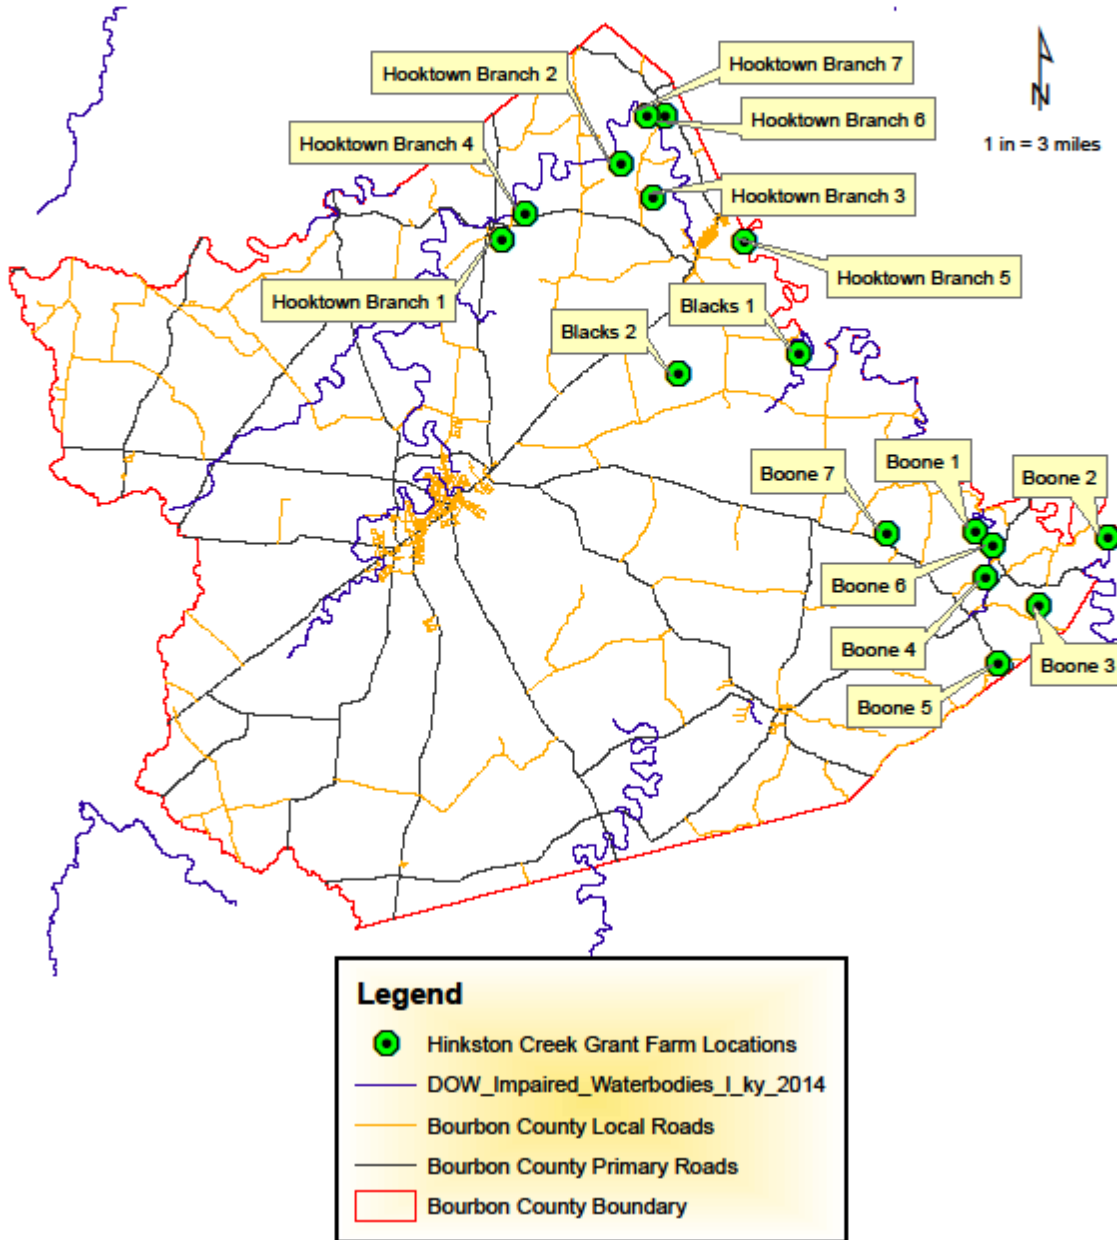 Hooktown Branch 2
Hooktown Branch 7
Hooktown Branch 6
N
1 in = 3 miles
Hooktown Branch 4
Hooktown Branch 3
Hooktown Branch 1
Hooktown Branch 5
Blacks 1
Blacks 2
Boone 7
Boone 1
Boone 2
Boone 6
Boone 4
Boone 3
Boone 5
Legend
Hinkston Creek Grant Farm Locations
DOW_Impaired_Waterbodies_l_ky_2014
Bourbon County Local Roads
Bourbon County Primary Roads
Bourbon County Boundary